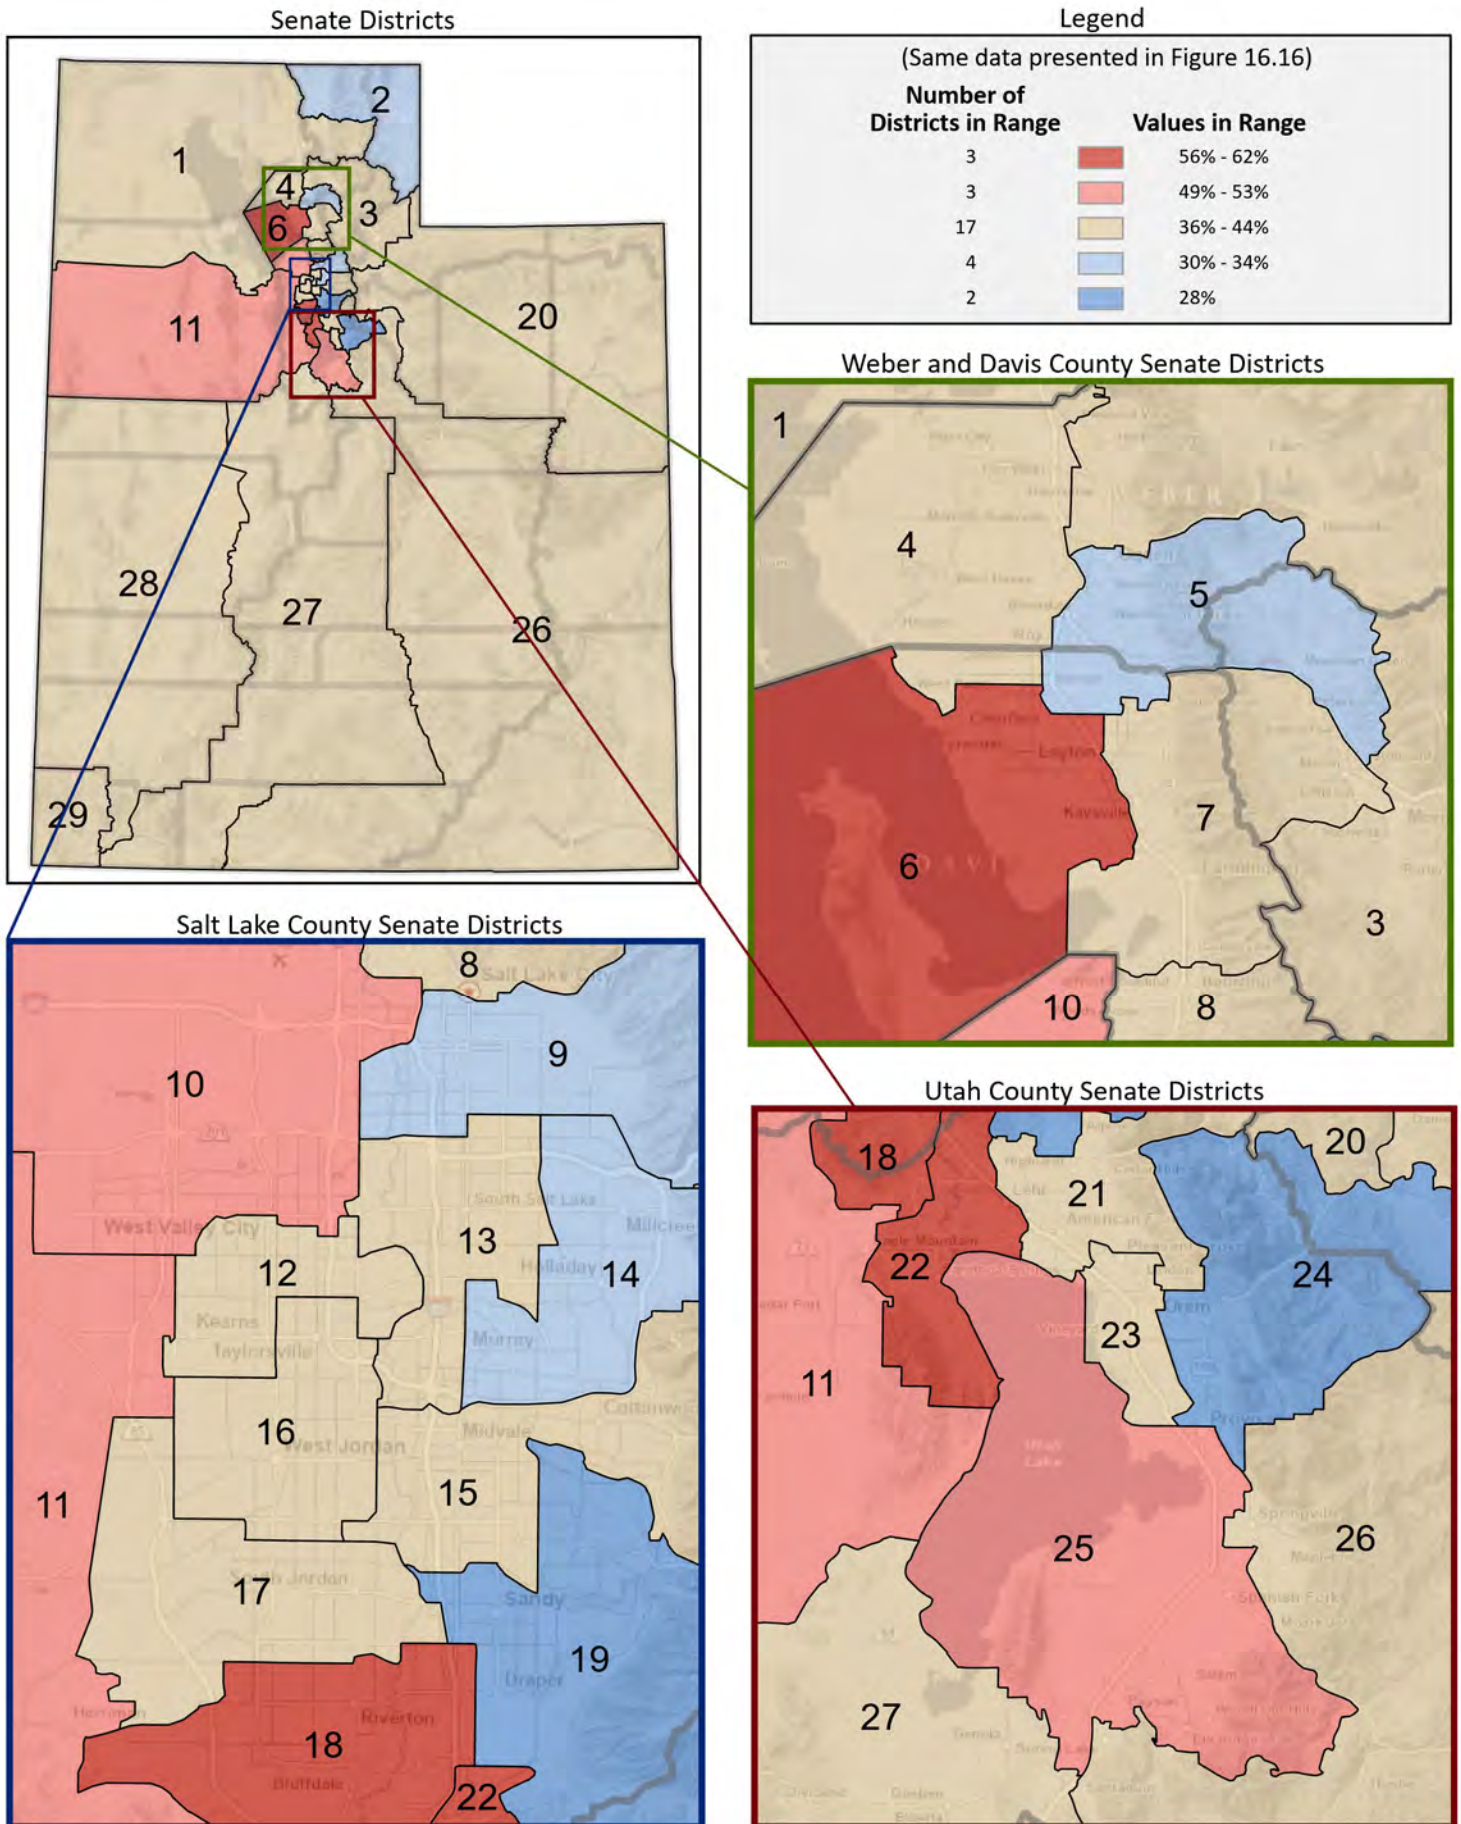 Senate Districts
1
2
3
4
6
11
20
28
27
26
29
Legend
(Same data presented in Figure 16.16)
Number of
Districts in Range Values in Range
3 56% - 62%
3 49% - 53%
17 36% - 44%
4 30% - 34%
2 28%
Weber and Davis County Senate Districts
1
4
5
Clearfield
Layton
Kaysville
7
6
DAVI
Farmington
3
10
8
Salt Lake County Senate Districts
8
Salt Lake City
9
10
South Salt Lake
West Valley City
13
12
Holladay
14
Kearns
Taylorsville
Murray
16
West Jordan
Midvale
15
11
17
South Jordan
Sandy
19
Draper
Herriman
Riverton
18
Bluffdale
22
Utah County Senate Districts
18
20
Highland
Lehi
21
American F
22
24
Orem
23
11
Provo
Utah
Lake
Springville
25
26
Spanish Fork
Salem
Payson
27
Genola